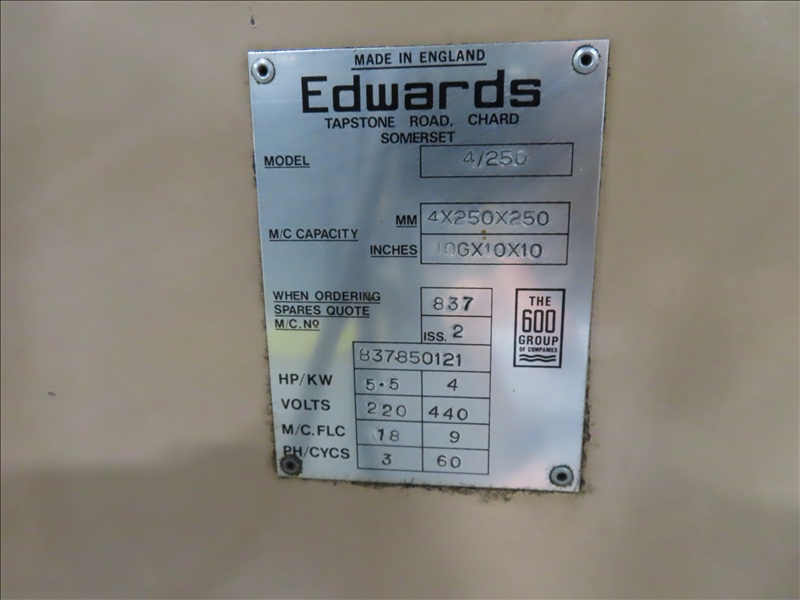 MADE IN ENGLAND
Edwards
TAPSTONE ROAD, CHARD
SOMERSET
MODEL 4/250
M/C CAPACITY MM 4X250X250
INCHES 10GX10X10
WHEN ORDERING
SPARES QUOTE
M/C.Nº
837
ISS. 2
837850121
HP/KW 5.5 4
VOLTS 220 440
M/C.FLC 18 9
PH/CYCS 3 60
THE
600
GROUP
OF COMPANIES